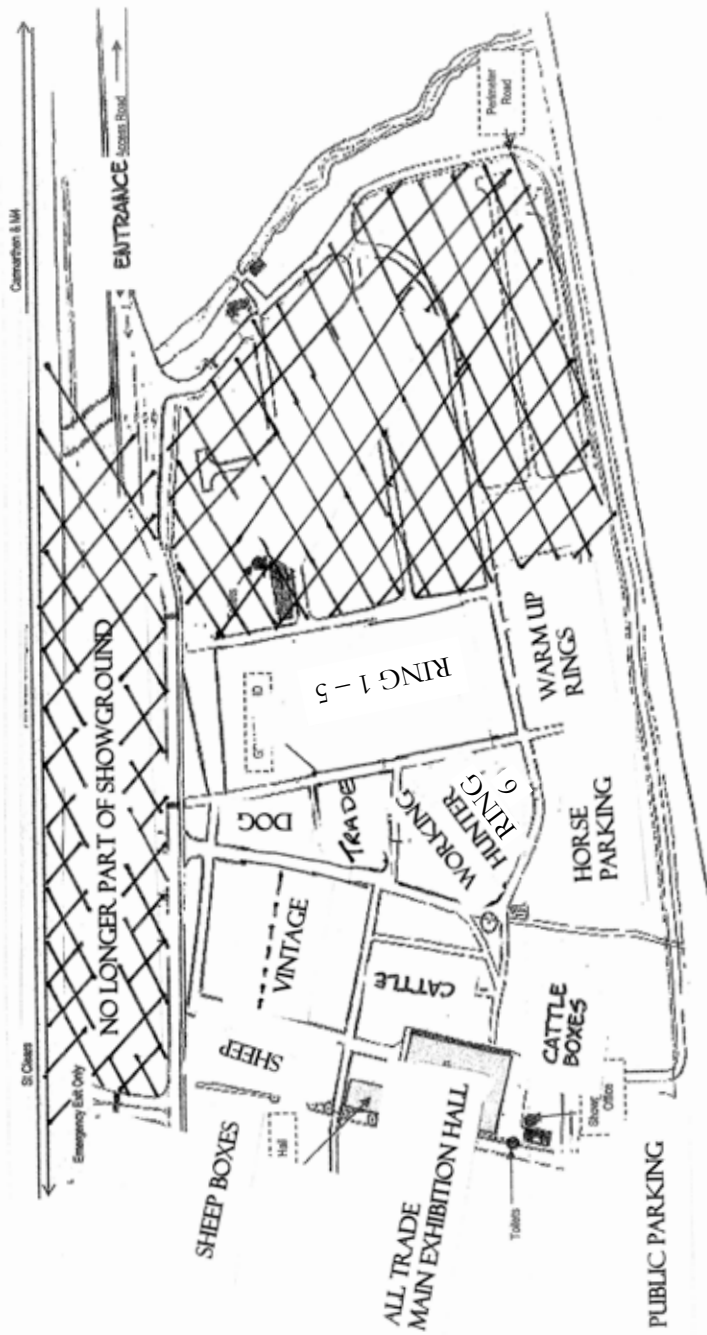 Carmarthen & M4
St Clears
Access Road
ENTRANCE
Perimeter
Road
Emergency Exit Only
NO LONGER PART OF SHOWGROUND
RING 1 – 5
WARM UP
RINGS
DOG
TRADE
WORKING
HUNTER
RING
6
HORSE
PARKING
VINTAGE
CATTLE
SHEEP
CATTLE
BOXES
SHEEP BOXES
Hall
ALL TRADE
MAIN EXHIBITION HALL
Show
Office
Toilets
PUBLIC PARKING